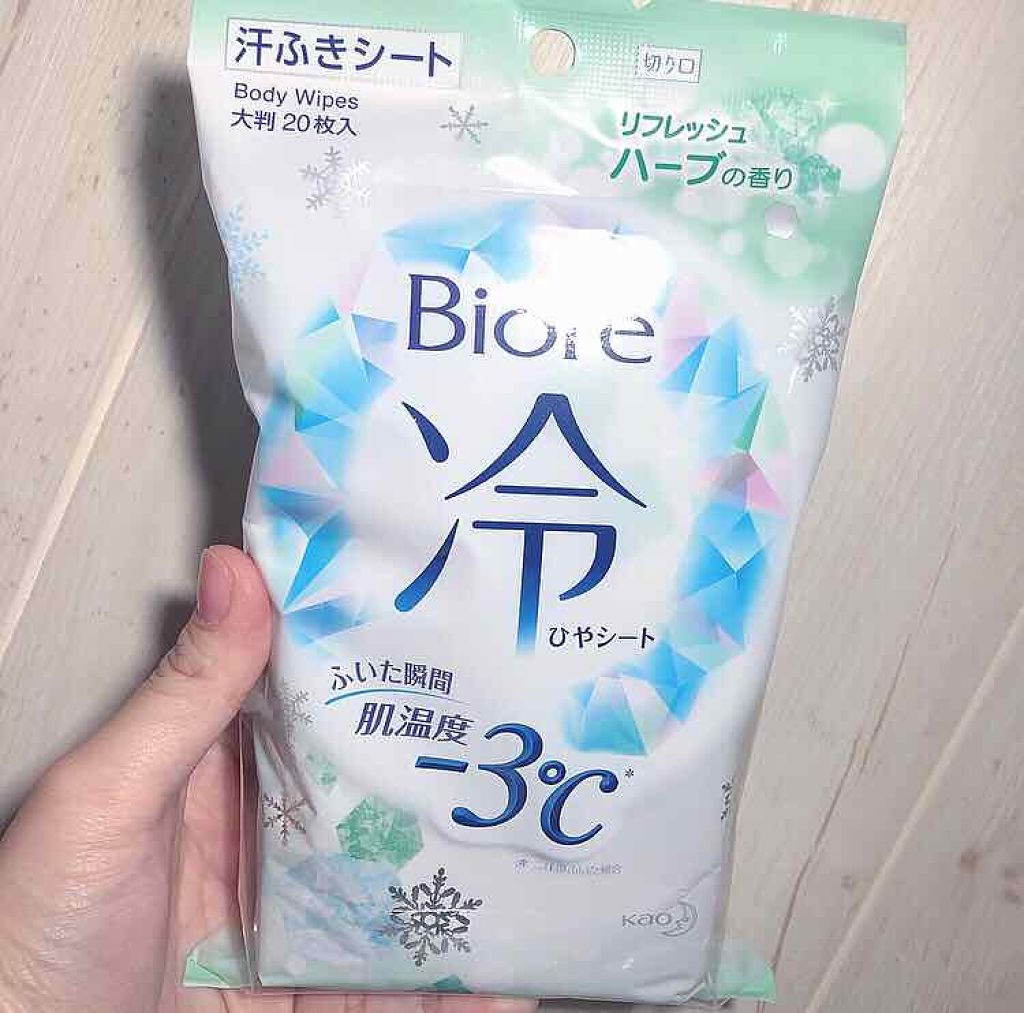 汗ふきシート
Body Wipes
大判 20枚入
切り口
リフレッシュ
ハーブの香り
Biore
冷
ひやシート
ふいた瞬間
肌温度
-3℃*
Kao